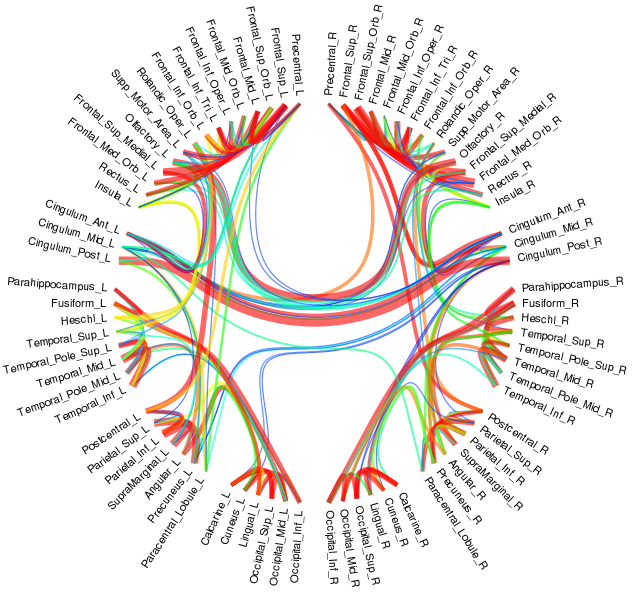 Precentral_L
Frontal_Sup_L
Frontal_Sup_Orb_L
Frontal_Mid_L
Frontal_Mid_Orb_L
Frontal_Inf_Oper_L
Frontal_Inf_Tri_L
Frontal_Inf_Orb_L
Rolandic_Oper_L
Supp_Motor_Area_L
Olfactory_L
Frontal_Sup_Medial_L
Frontal_Med_Orb_L
Rectus_L
Insula_L
Cingulum_Ant_L
Cingulum_Mid_L
Cingulum_Post_L
Parahippocampus_L
Fusiform_L
Heschl_L
Temporal_Sup_L
Temporal_Pole_Sup_L
Temporal_Mid_L
Temporal_Pole_Mid_L
Temporal_Inf_L
Postcentral_L
Parietal_Sup_L
Parietal_Inf_L
SupraMarginal_L
Angular_L
Precuneus_L
Paracentral_Lobule_L
Calcarine_L
Cuneus_L
Lingual_L
Occipital_Sup_L
Occipital_Mid_L
Occipital_Inf_L
Precentral_R
Frontal_Sup_R
Frontal_Sup_Orb_R
Frontal_Mid_R
Frontal_Mid_Orb_R
Frontal_Inf_Oper_R
Frontal_Inf_Tri_R
Frontal_Inf_Orb_R
Rolandic_Oper_R
Supp_Motor_Area_R
Olfactory_R
Frontal_Sup_Medial_R
Frontal_Med_Orb_R
Rectus_R
Insula_R
Cingulum_Ant_R
Cingulum_Mid_R
Cingulum_Post_R
Parahippocampus_R
Fusiform_R
Heschl_R
Temporal_Sup_R
Temporal_Pole_Sup_R
Temporal_Mid_R
Temporal_Pole_Mid_R
Temporal_Inf_R
Postcentral_R
Parietal_Sup_R
Parietal_Inf_R
SupraMarginal_R
Angular_R
Precuneus_R
Paracentral_Lobule_R
Calcarine_R
Cuneus_R
Lingual_R
Occipital_Sup_R
Occipital_Mid_R
Occipital_Inf_R